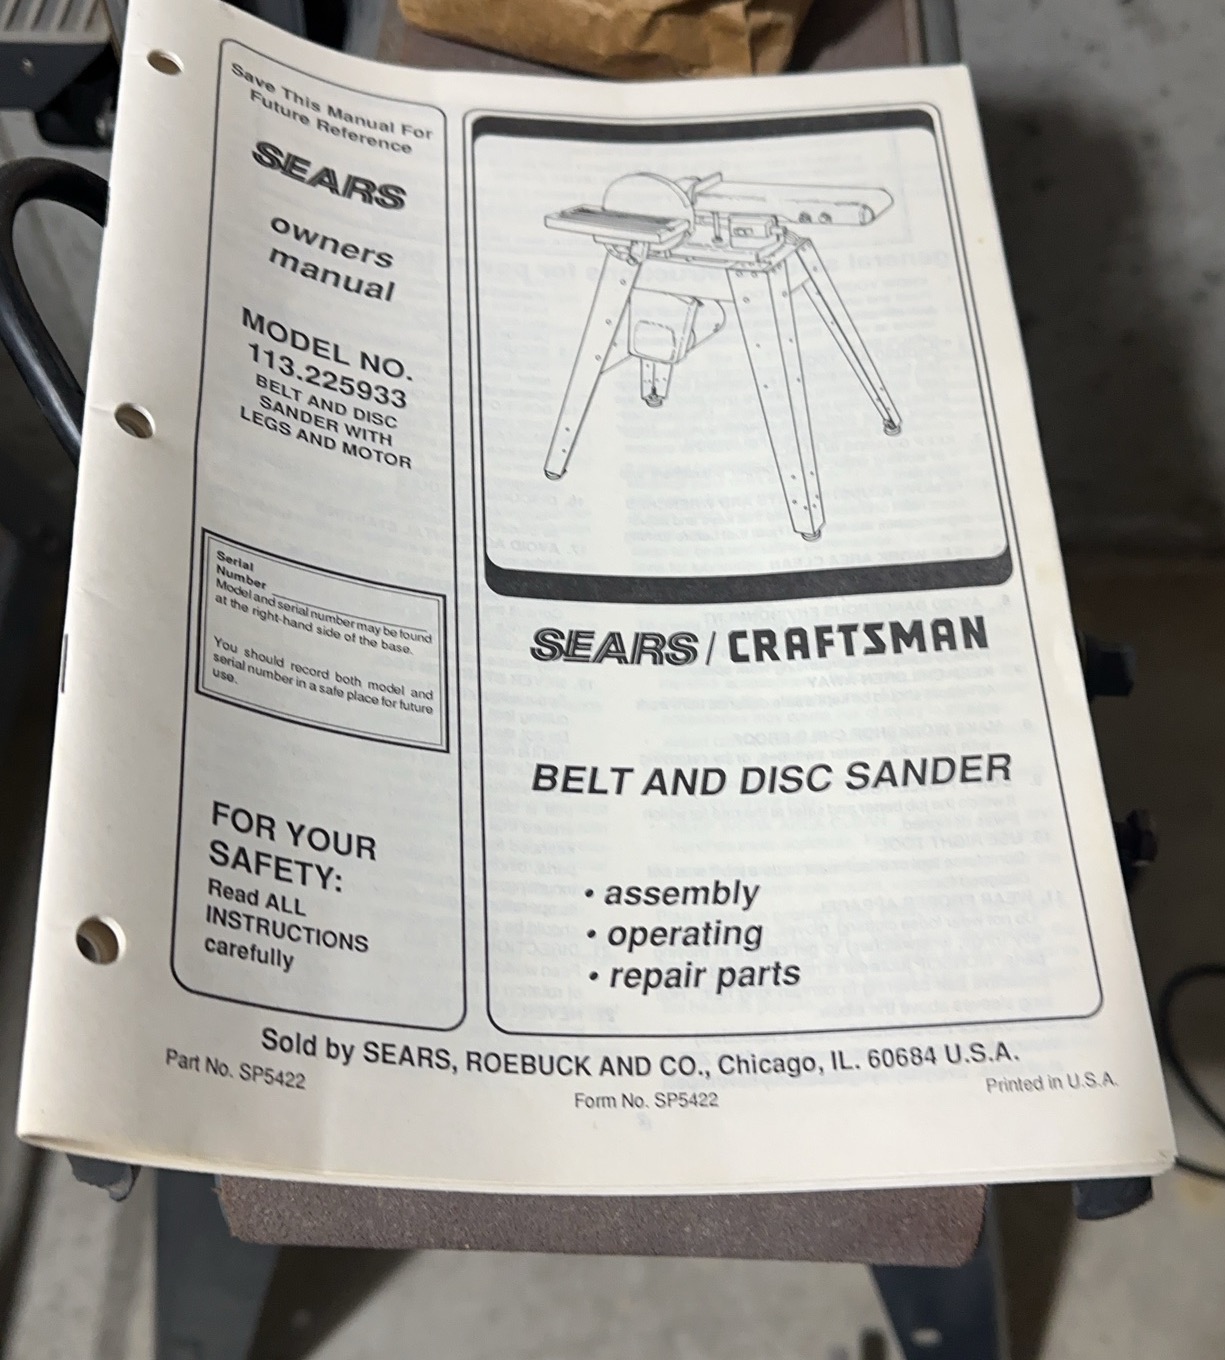 Save This Manual For
Future Reference
SEARS
owners
manual
MODEL NO.
113.225933
BELT AND DISC
SANDER WITH
LEGS AND MOTOR
Serial
Number
Model and serial number may be found
at the right-hand side of the base.
You should record both model and
serial number in a safe place for future
use.
FOR YOUR
SAFETY:
Read ALL
INSTRUCTIONS
carefully
SEARS / CRAFTSMAN
BELT AND DISC SANDER
• assembly
• operating
• repair parts
Sold by SEARS, ROEBUCK AND CO., Chicago, IL. 60684 U.S.A.
Part No. SP5422
Form No. SP5422
Printed in U.S.A.